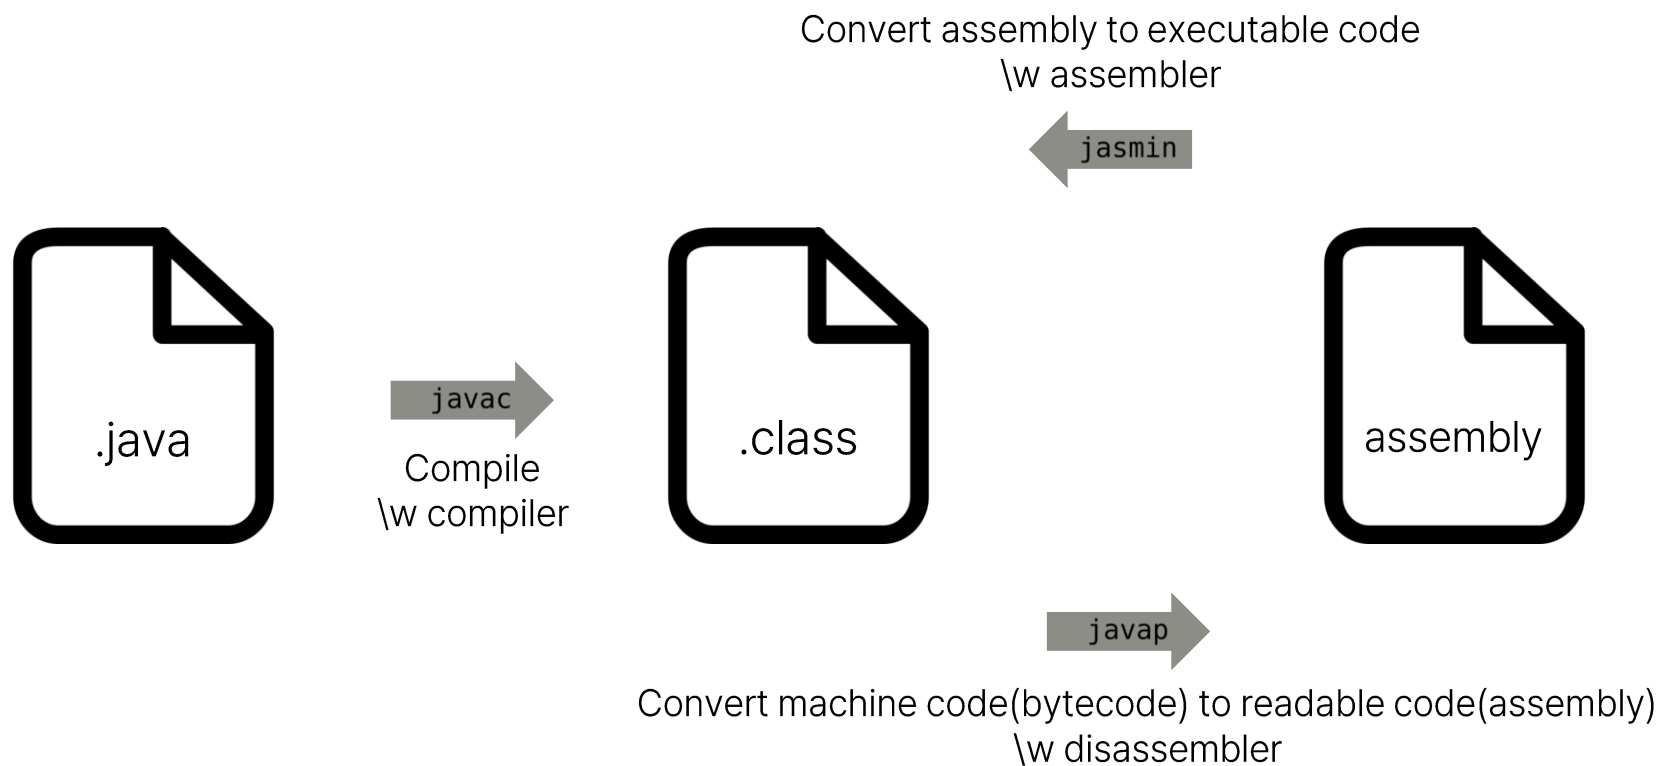 Convert assembly to executable code
\w assembler
jasmin
.java
javac
Compile
\w compiler
.class
assembly
javap
Convert machine code(bytecode) to readable code(assembly)
\w disassembler